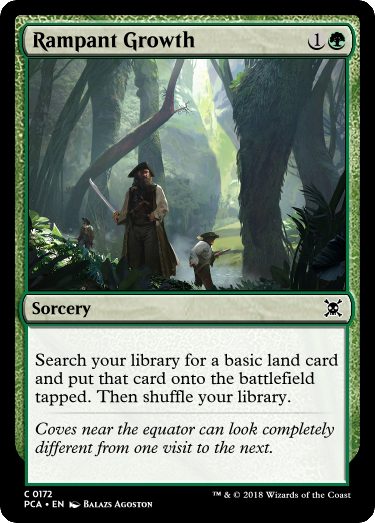 Rampant Growth 1
Sorcery
Search your library for a basic land card
and put that card onto the battlefield
tapped. Then shuffle your library.
Coves near the equator can look completely
different from one visit to the next.
C 0172 ™ & © 2018 Wizards of the Coast
PCA • EN Balazs Agoston